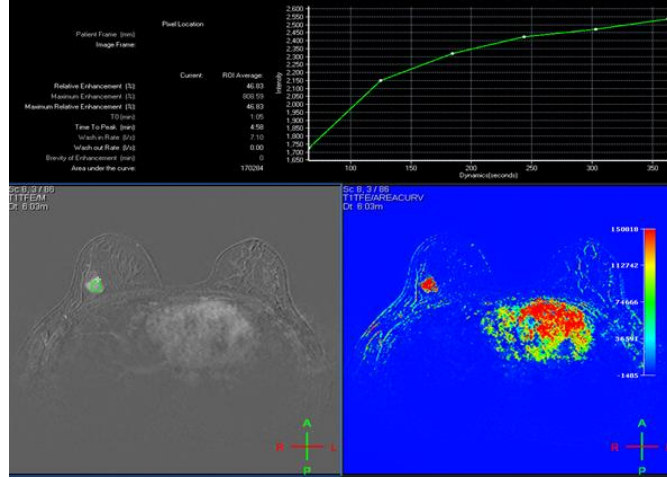 Pixel Location
Patient Frame (mm)
Image Frame:
Current: ROI Average:
Relative Enhancement (%) 46.83
Maximum Enhancement (%) 808.59
Maximum Relative Enhancement (%) 46.83
T0 (min) 1:05
Time To Peak (min) 4.58
Wash in Rate (I/s) 7.10
Wash out Rate (I/s) 0.00
Brevity of Enhancement (min) 0
Area under the curve: 170284
Intensity
2,600
2,550
2,500
2,450
2,400
2,350
2,300
2,250
2,200
2,150
2,100
2,050
2,000
1,950
1,900
1,850
1,800
1,750
1,700
1,650
100 150 200 250 300 350
Dynamics(seconds)
Sc 8, 3 / 86
T1TFE/M
Dt 6:03m
A
R L
P
Sc 8, 3 / 86
T1TFE/AREACURV
Dt 6:03m
150818
112742
74666
36591
-1485
A
R L
P